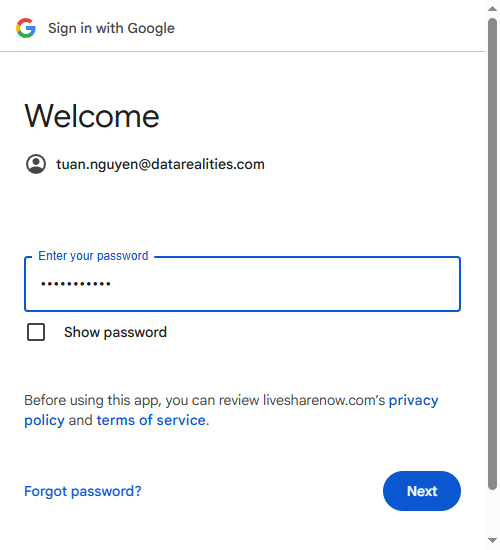 Sign in with Google
Welcome
tuan.nguyen@datarealities.com
Enter your password
•••••••••••
Show password
Before using this app, you can review livesharenow.com’s privacy
policy and terms of service.
Forgot password?
Next